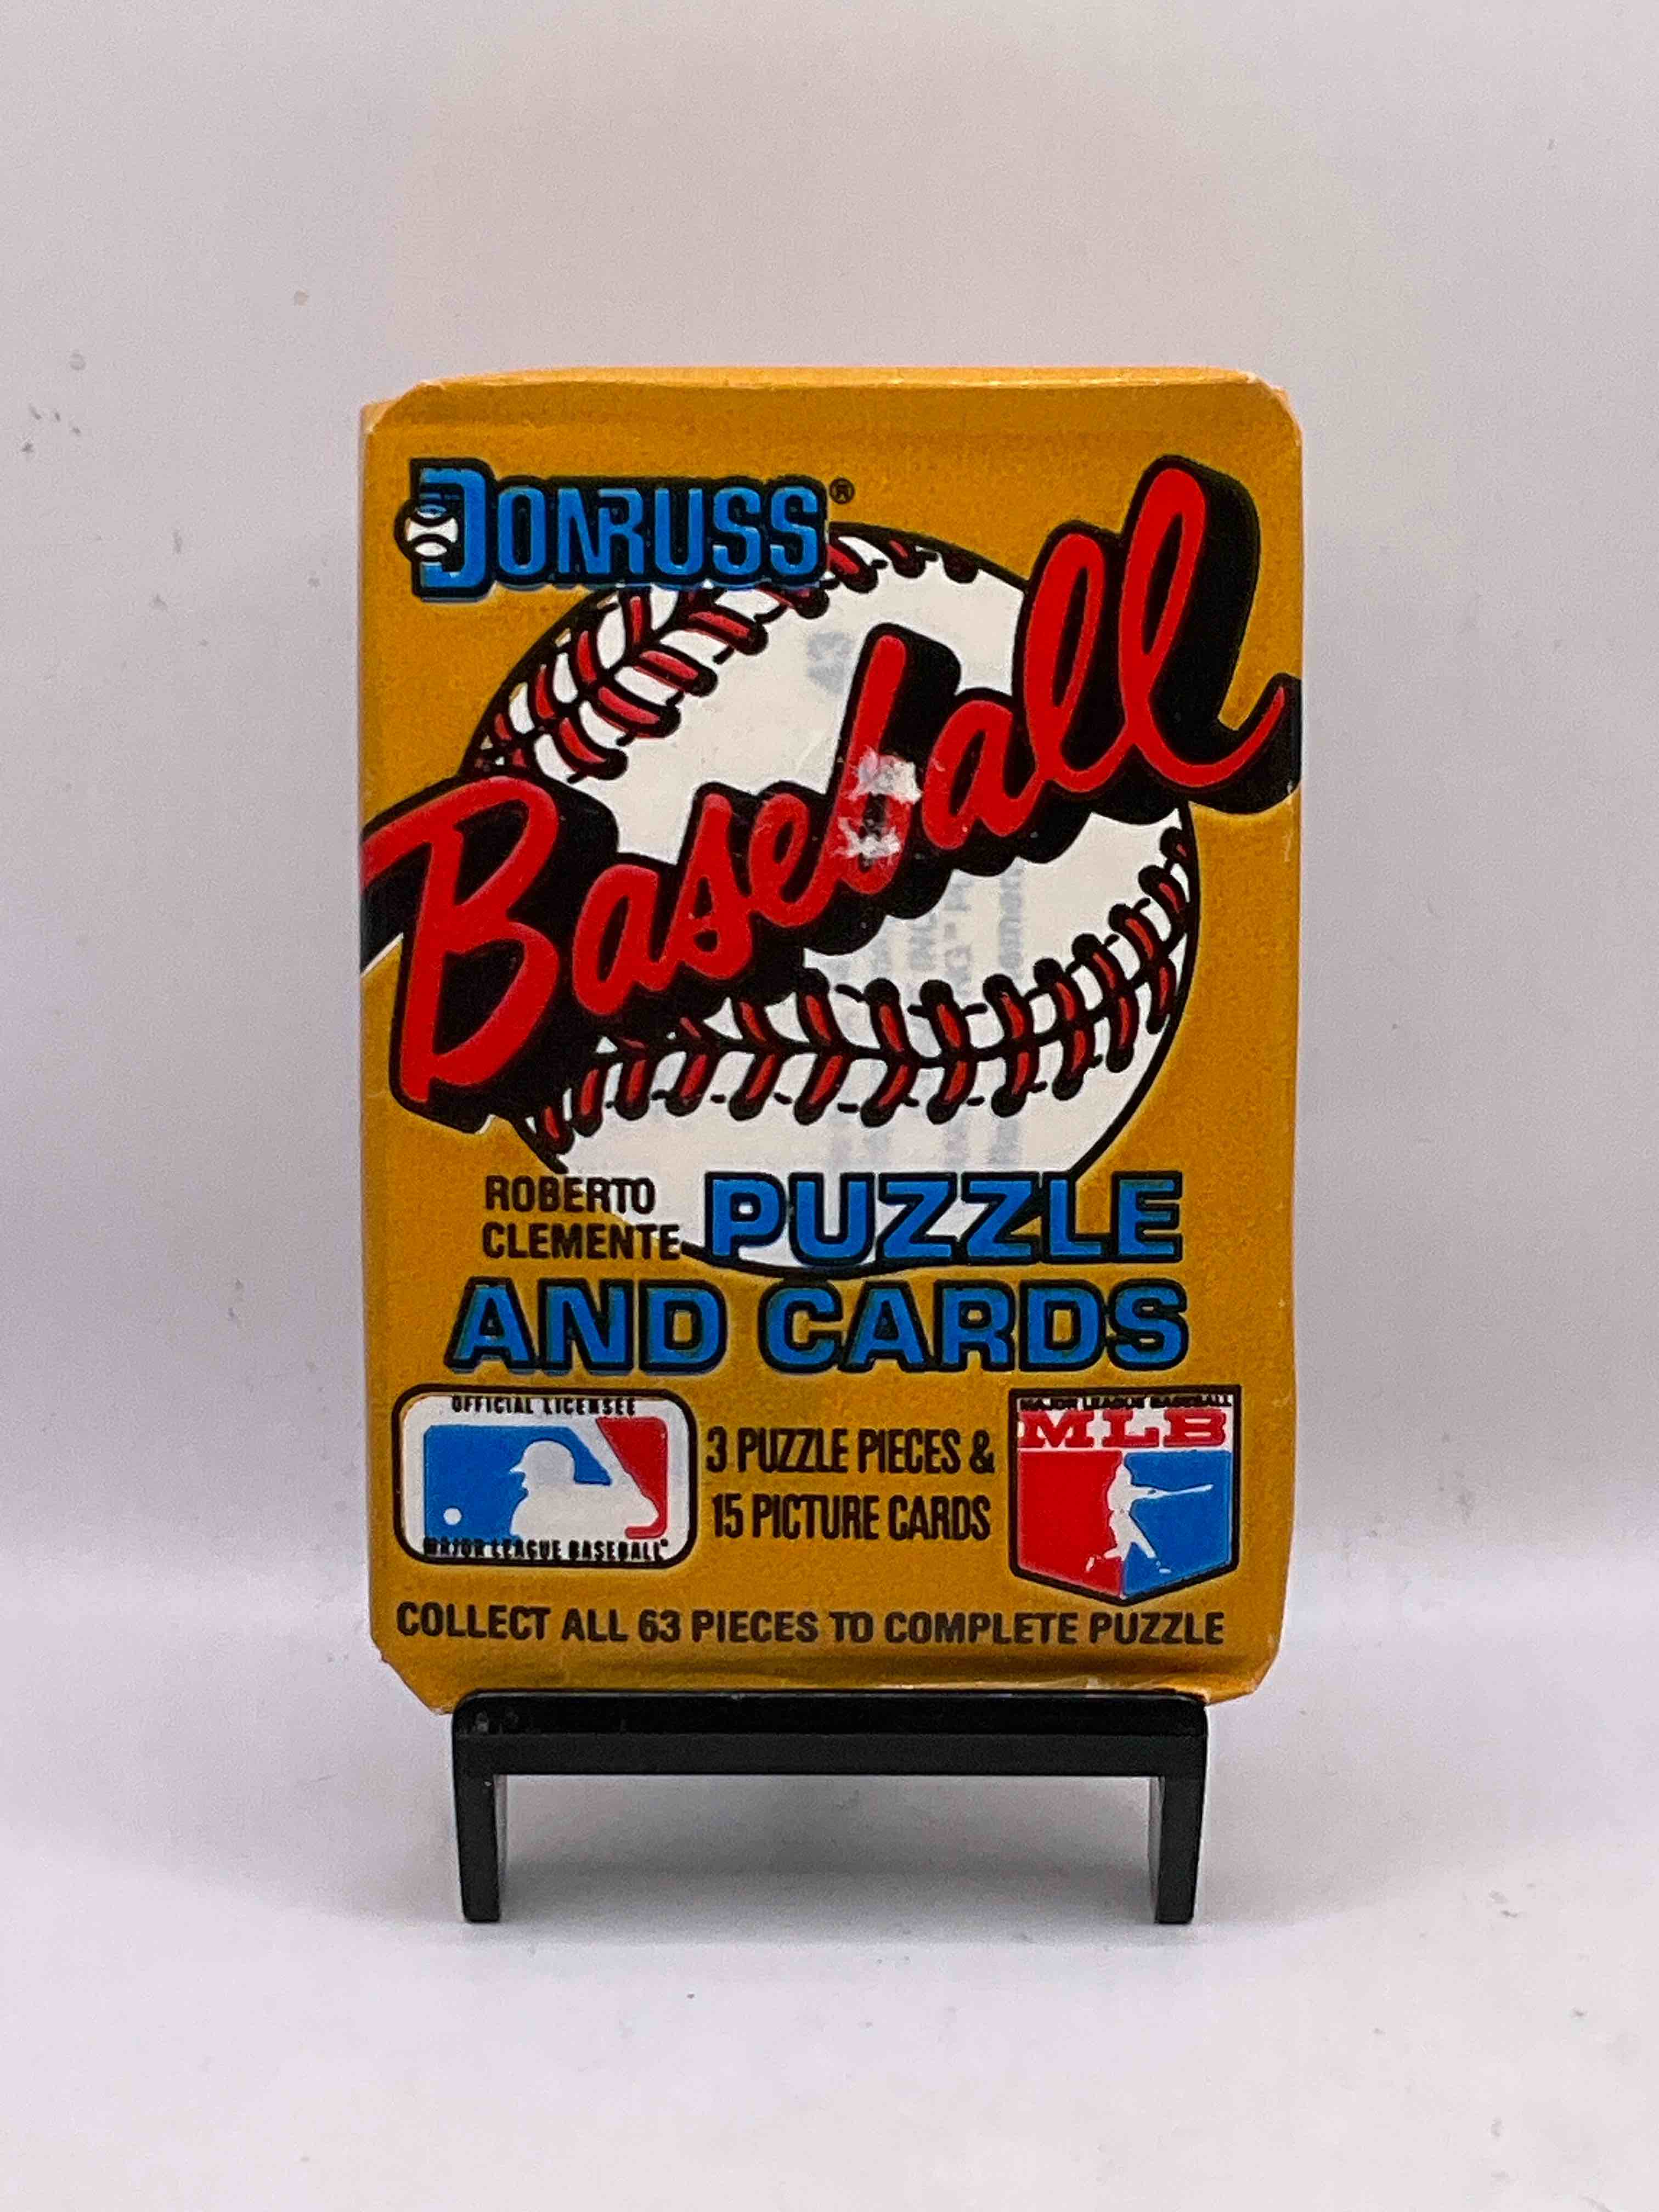 DONRUSS®
Baseball
ROBERTO
CLEMENTE
PUZZLE
AND CARDS
OFFICIAL LICENSEE
MAJOR LEAGUE BASEBALL
3 PUZZLE PIECES &
15 PICTURE CARDS
MAJOR LEAGUE BASEBALL
MLB
COLLECT ALL 63 PIECES TO COMPLETE PUZZLE